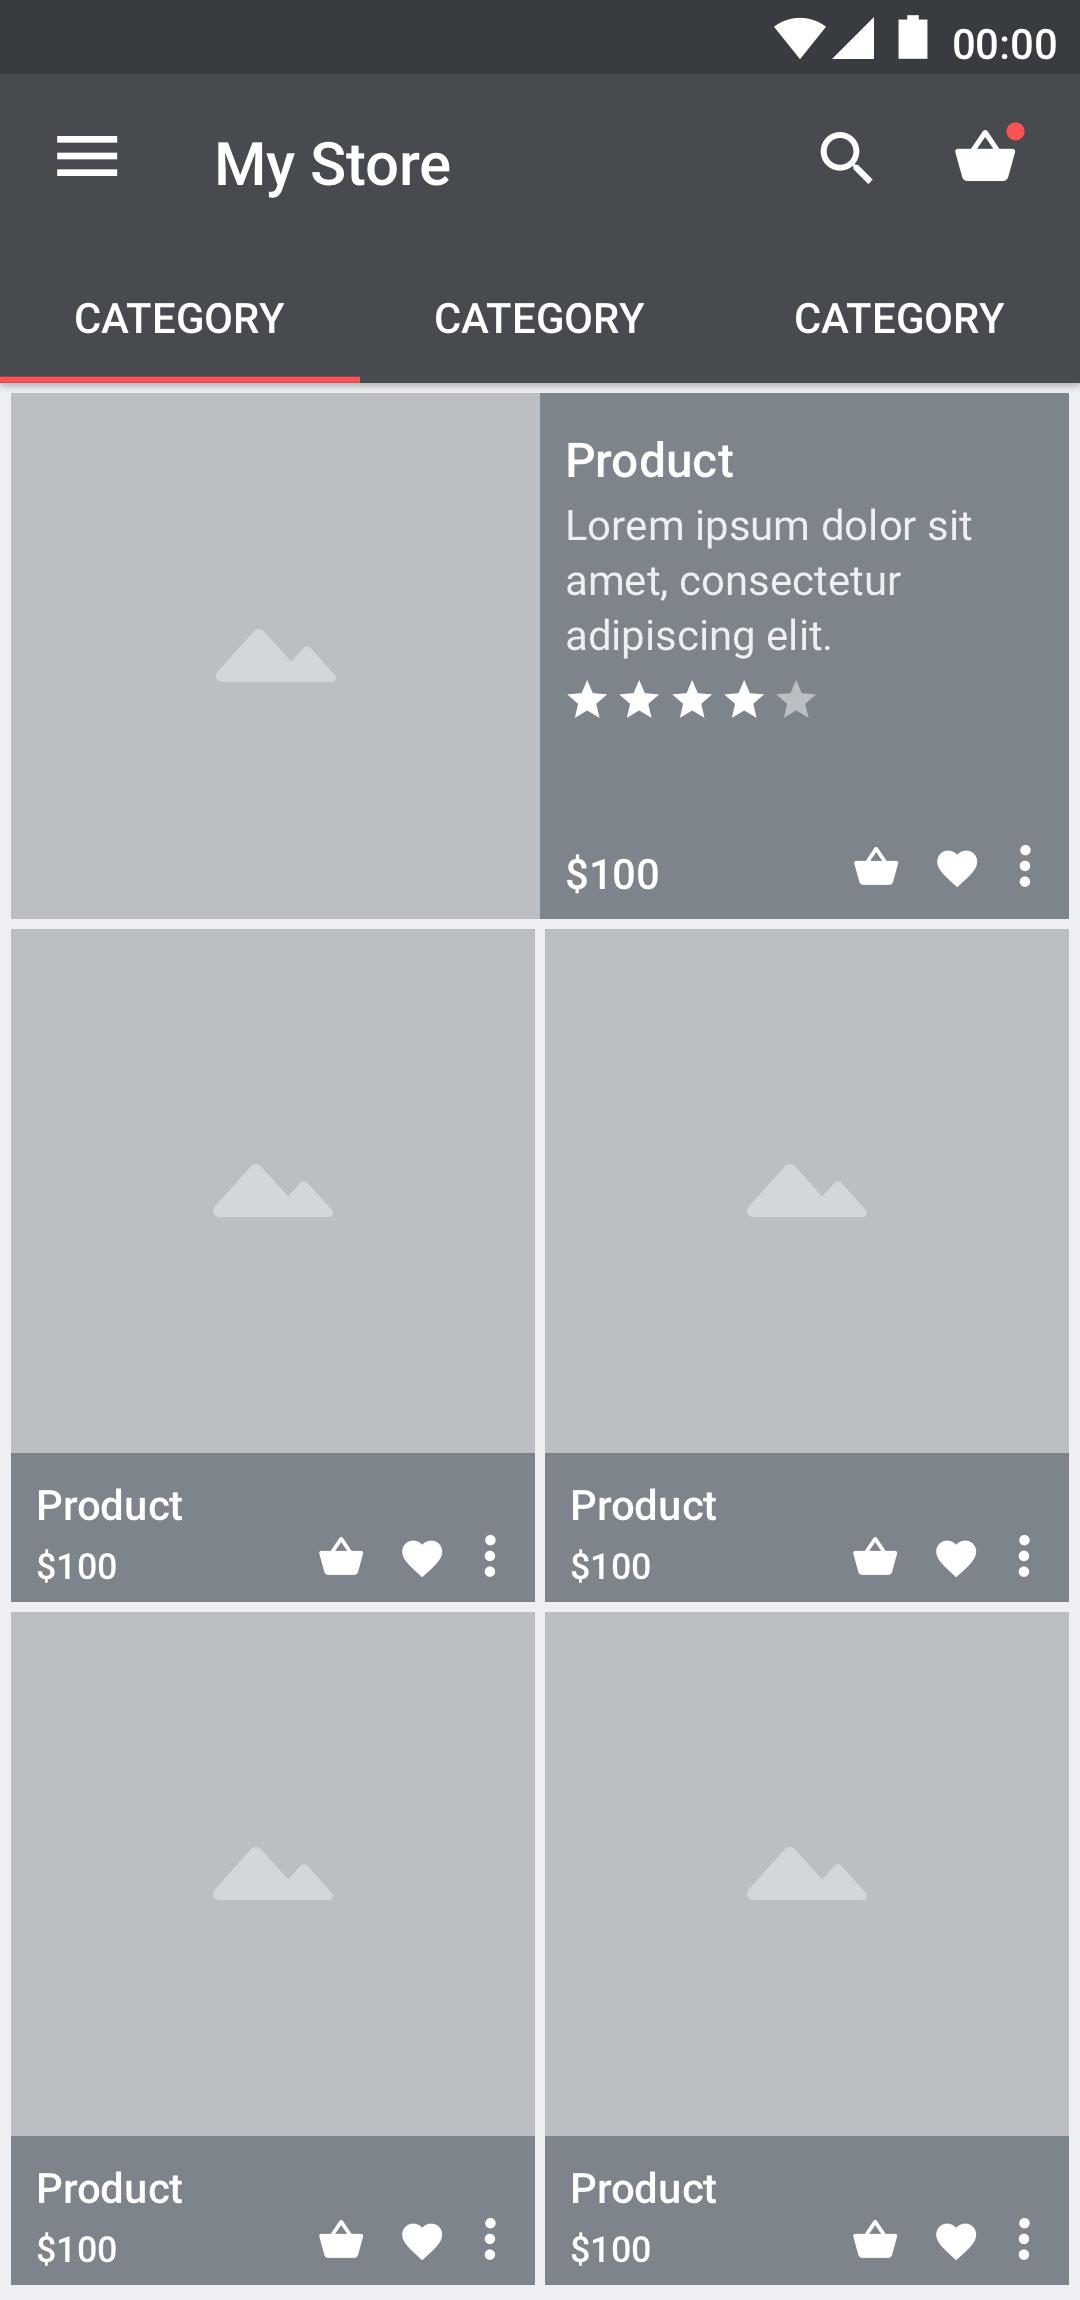 00:00
My Store
CATEGORY CATEGORY CATEGORY
Product
Lorem ipsum dolor sit
amet, consectetur
adipiscing elit.
$100
Product
$100
Product
$100
Product
$100
Product
$100